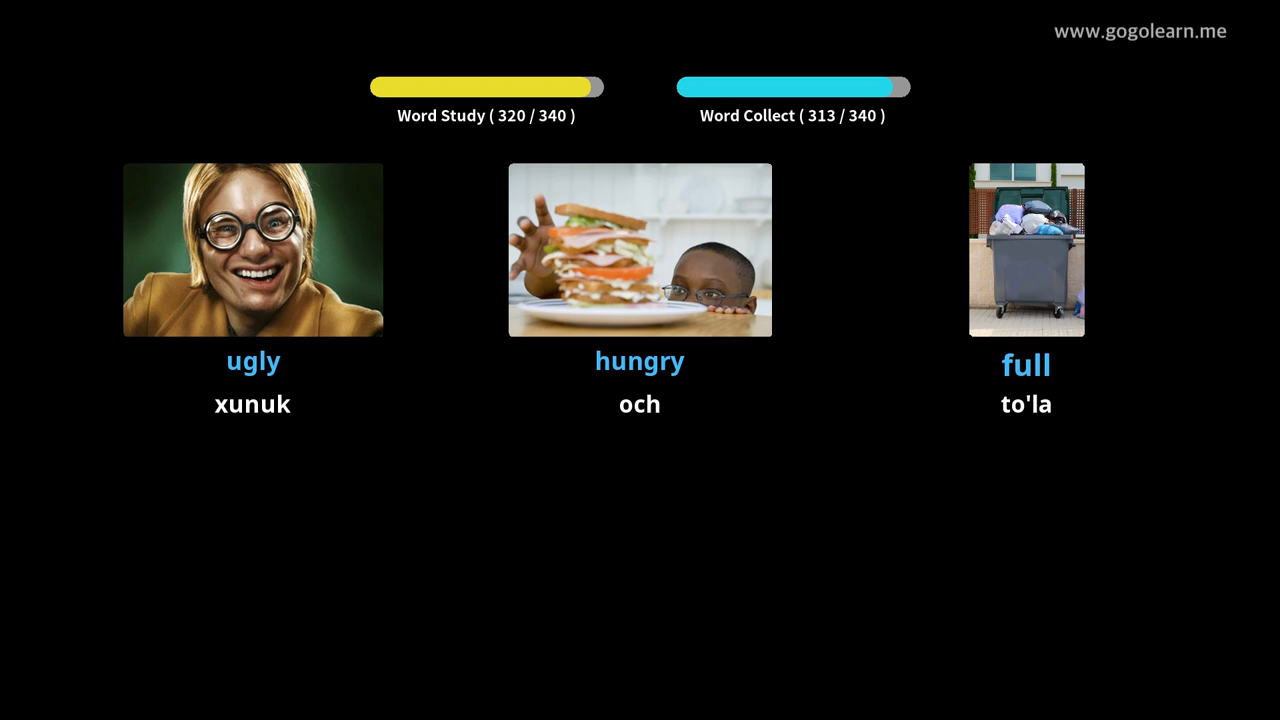 www.gogolearn.me
Word Study ( 320 / 340 )
Word Collect ( 313 / 340 )
ugly
hungry
full
xunuk
och
to'la